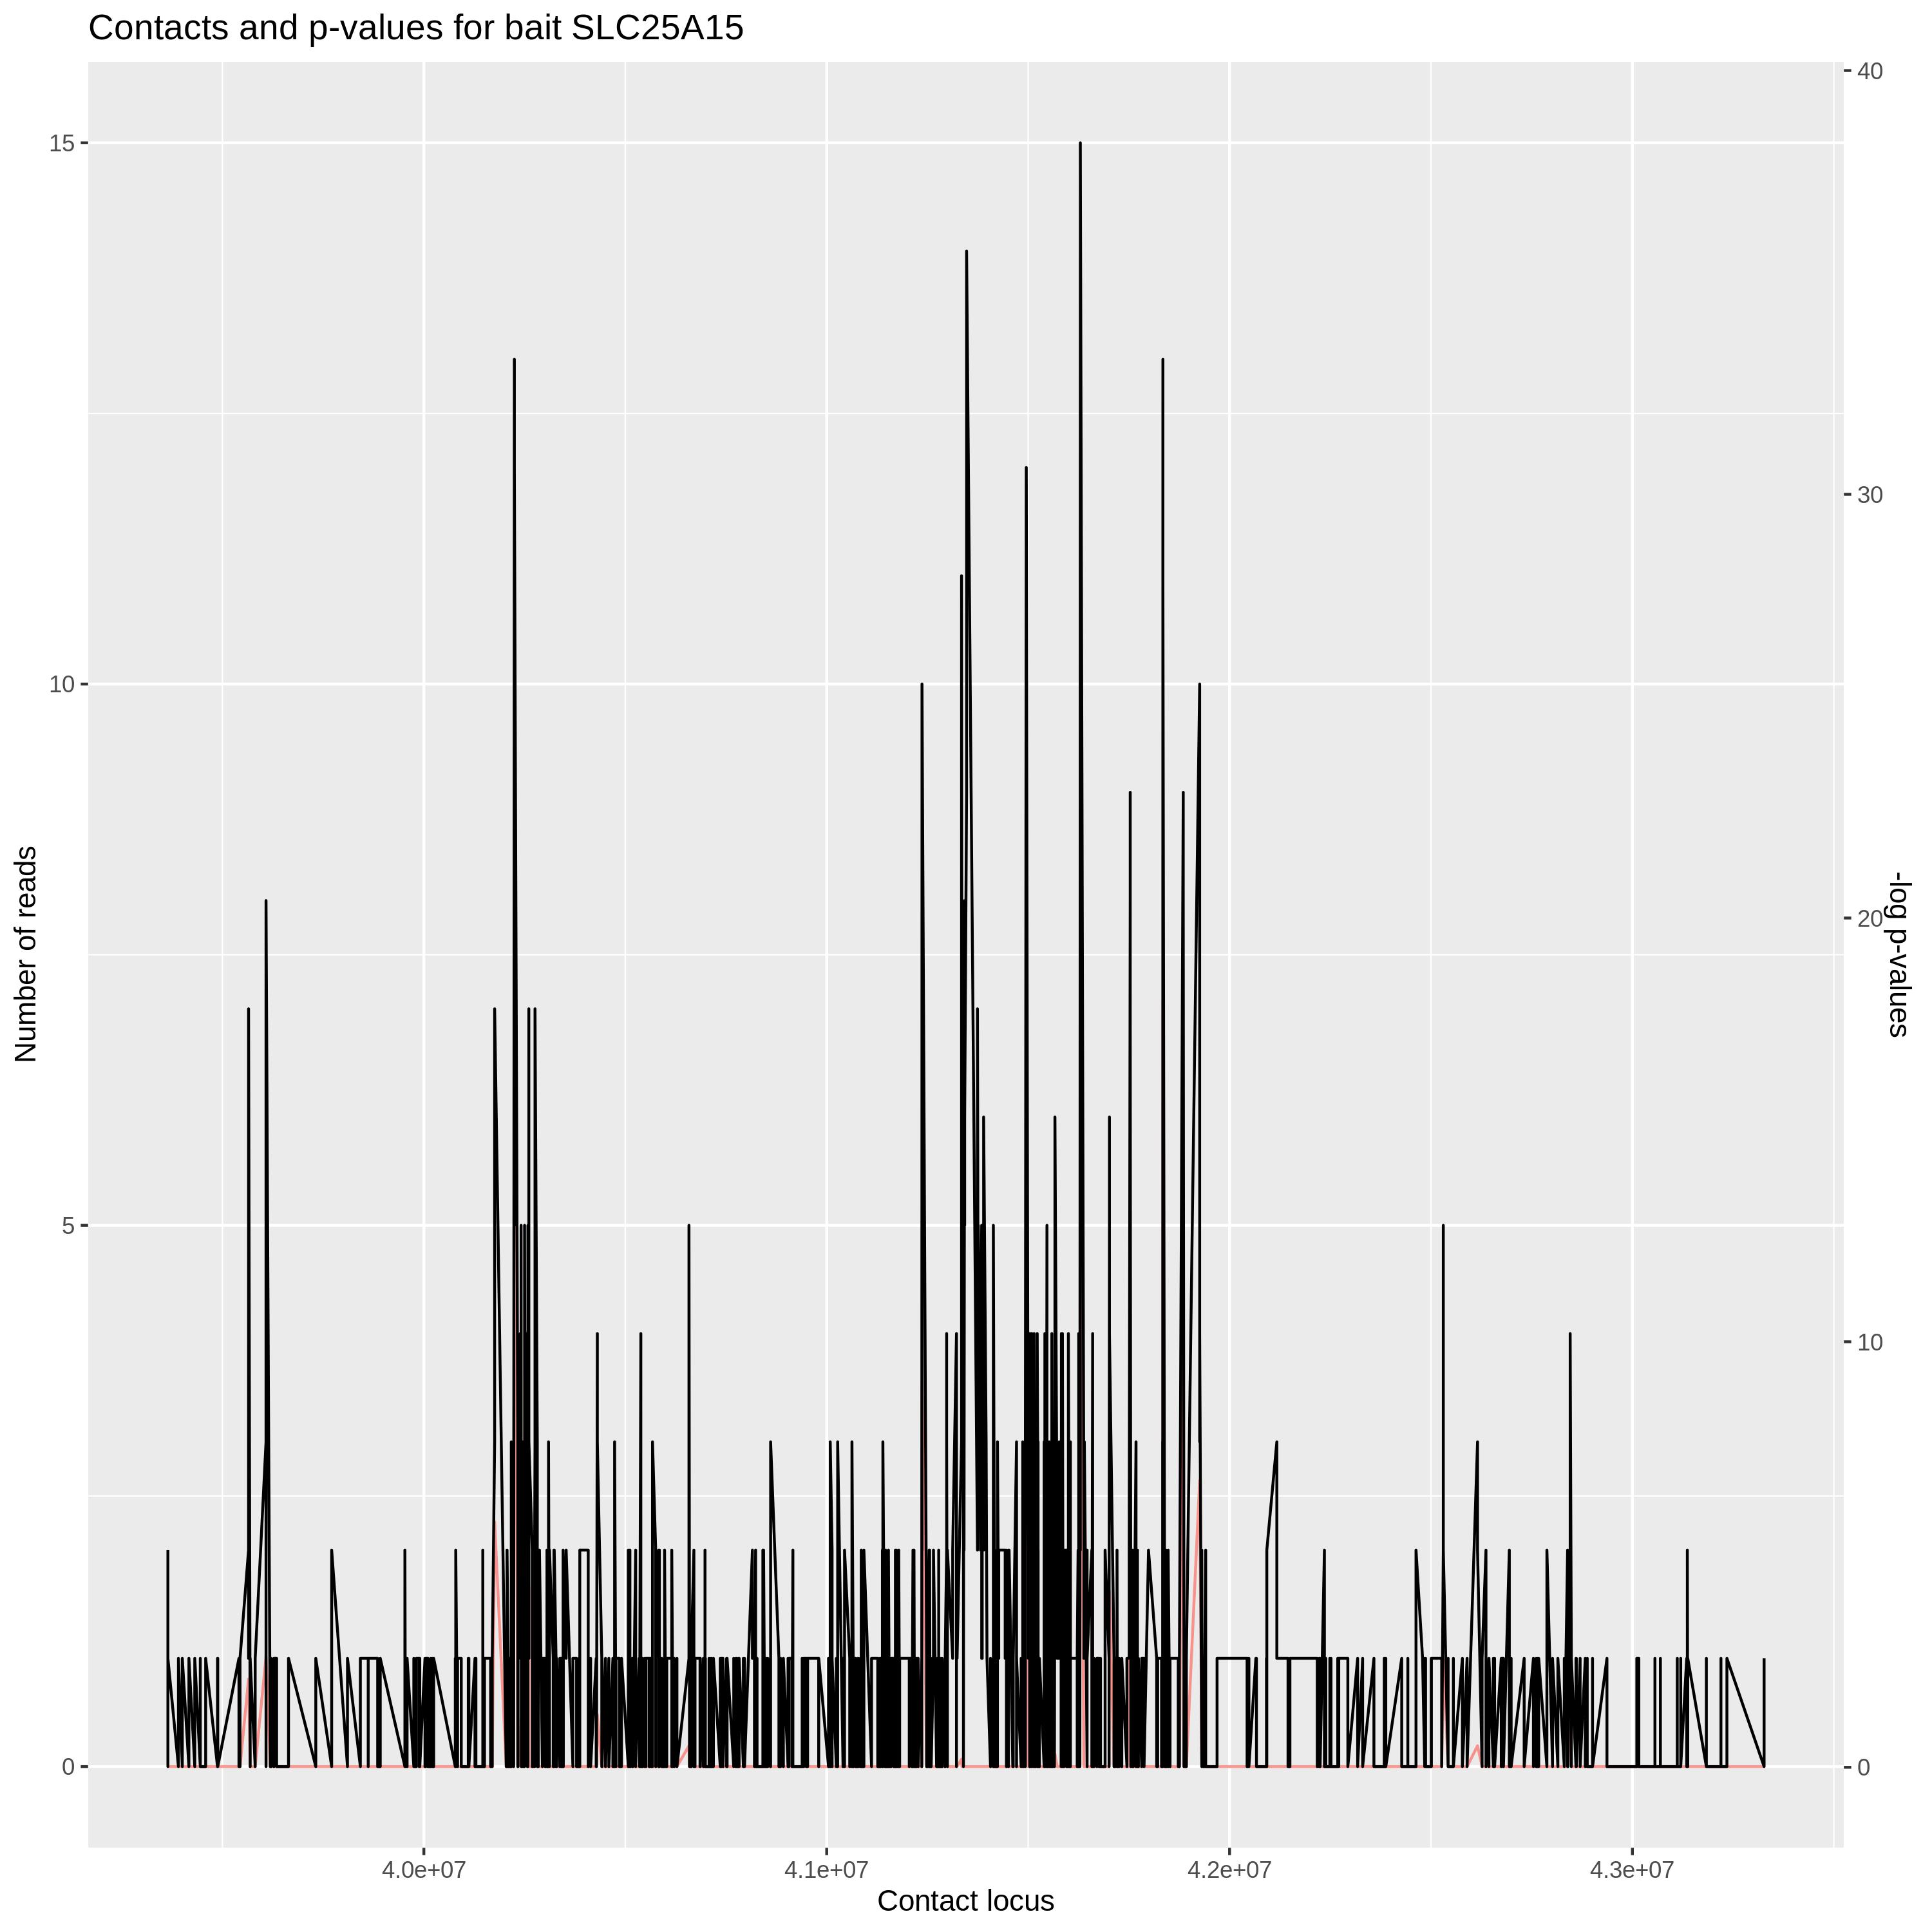 Contacts and p-values for bait SLC25A15
15
10
5
0
Number of reads
40
30
20
10
0
-log p-values
4.0e+07
4.1e+07
4.2e+07
4.3e+07
Contact locus